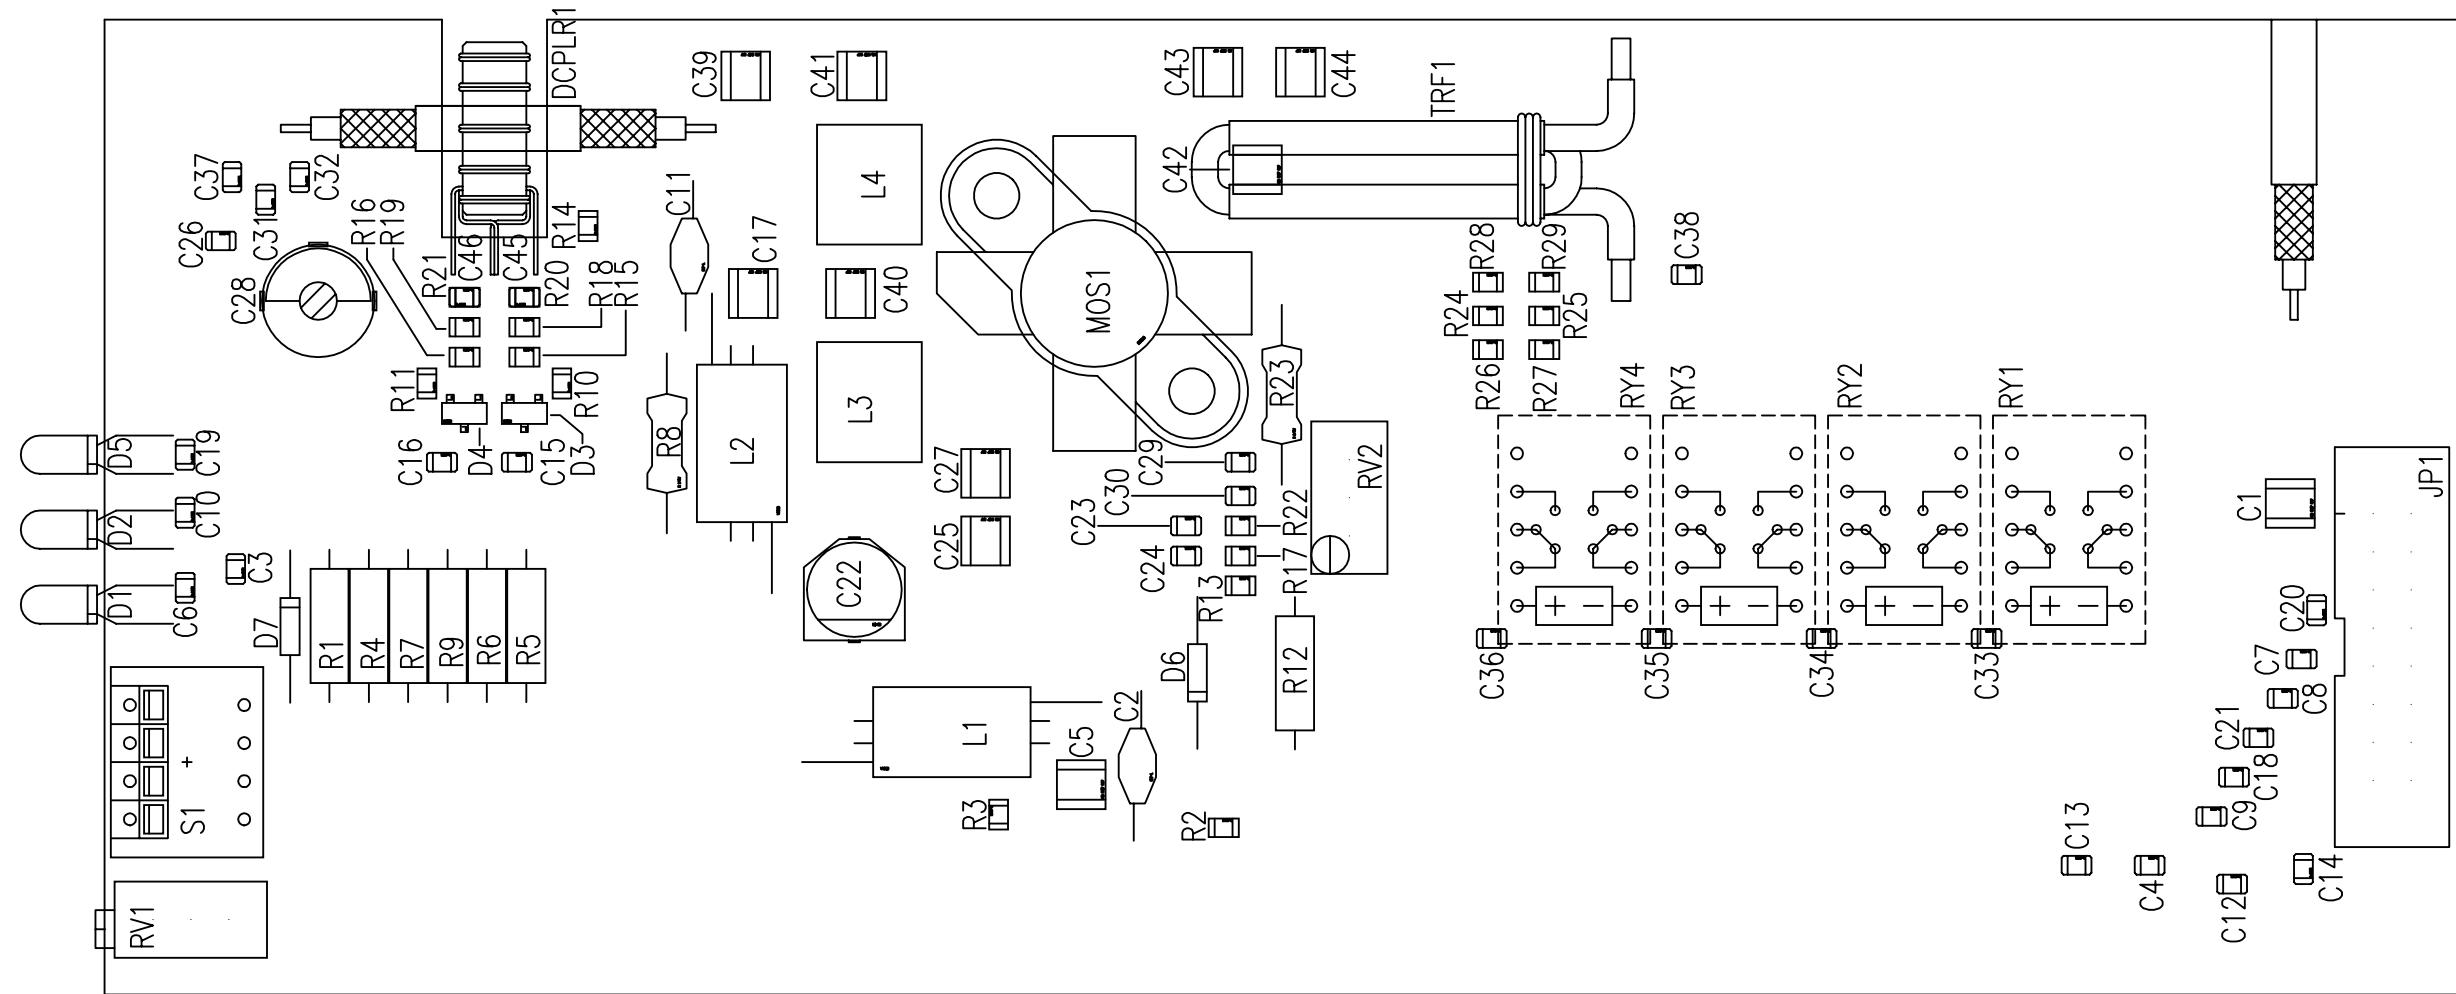 DCPLR1
C39
C41
C43
C44
TRF1
C37
C32
C31
C26
R16
R19
R14
C11
C17
L4
C42
C38
C28
R21
C46
C45
R20
R18
R15
C40
MOS1
R28
R29
R24
R25
R11
R10
R8
L2
L3
R23
R26
R27
RY4
RY3
RY2
RY1
D5
C19
C16
D4
C15
D3
C27
C29
C30
RV2
JP1
C1
D2
C10
C3
C25
C23
C24
R22
R17
R13
C22
D1
C6
D7
R1
R4
R7
R9
R6
R5
D6
R12
C36
C35
C34
C33
C20
C7
C8
+
S1
L1
C2
C5
C21
C18
R3
R2
C9
C13
C4
C12
C14
RV1
+ −
+ −
+ −
+ −